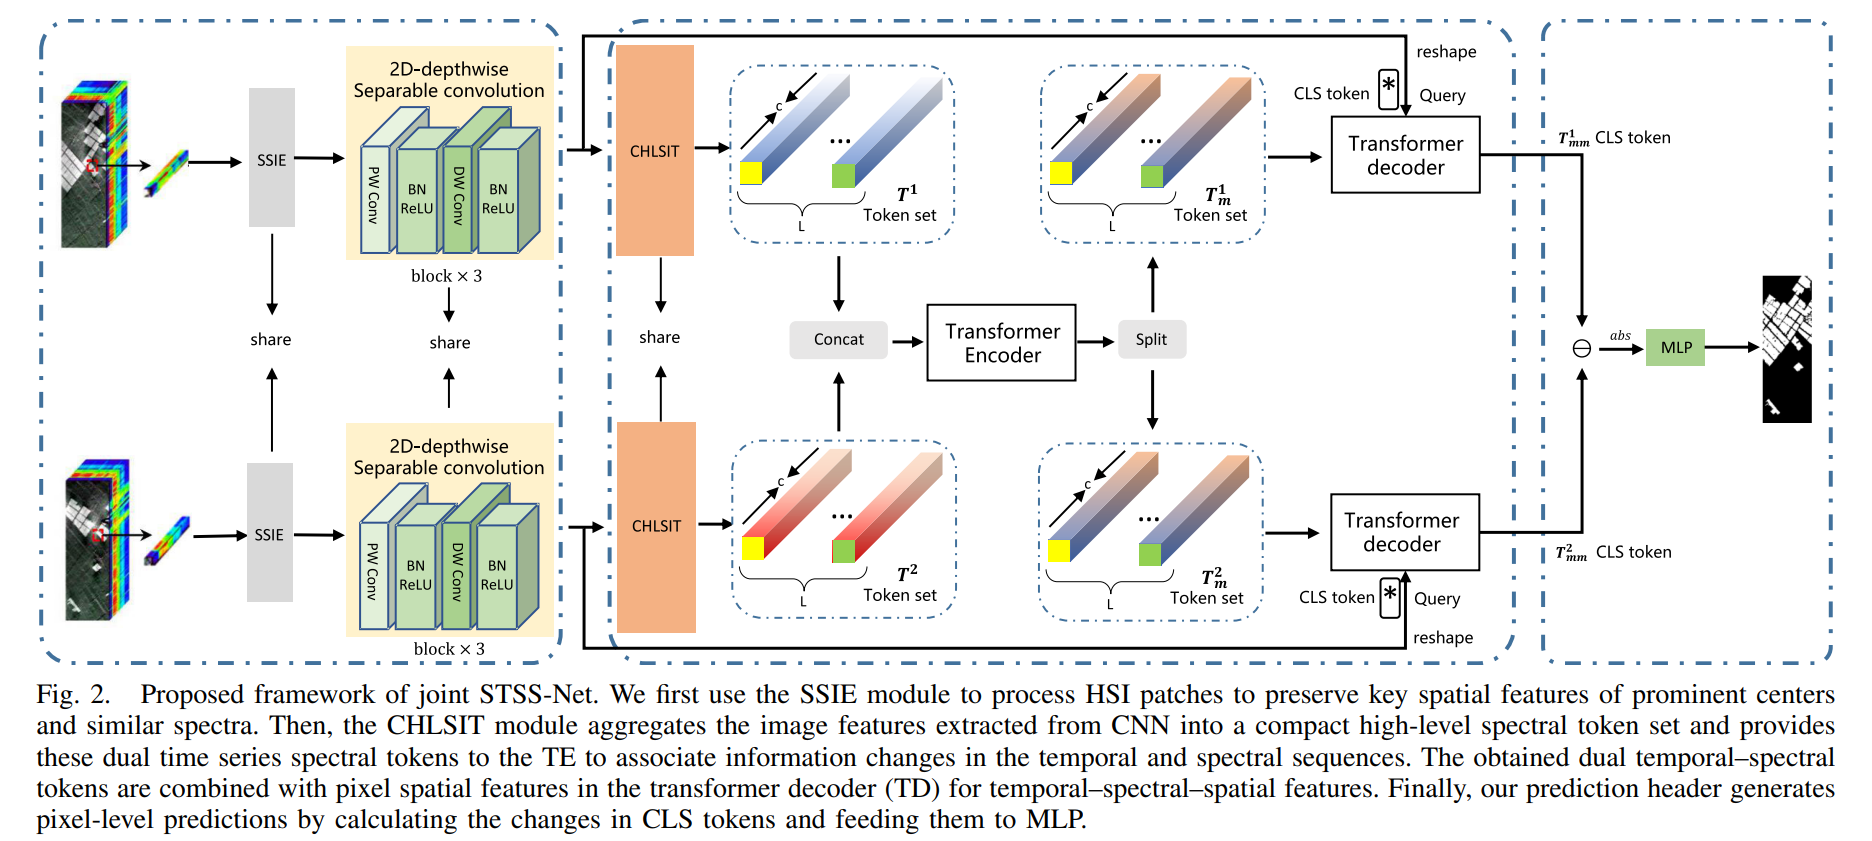 2D-depthwise
Separable convolution
SSIE
PW Conv
BN
ReLU
DW Conv
BN
ReLU
block × 3
share
share
2D-depthwise
Separable convolution
SSIE
PW Conv
BN
ReLU
DW Conv
BN
ReLU
block × 3
CHLSIT
share
CHLSIT
c
...
T¹
Token set
L
Concat
Transformer
Encoder
Split
c
...
T²
Token set
L
c
...
T¹ₘ
Token set
L
c
...
T²ₘ
Token set
L
reshape
CLS token * Query
Transformer
decoder
Transformer
decoder
CLS token * Query
reshape
T¹ₘₘ CLS token
abs
MLP
T²ₘₘ CLS token
Fig. 2. Proposed framework of joint STSS-Net. We first use the SSIE module to process HSI patches to preserve key spatial features of prominent centers
and similar spectra. Then, the CHLSIT module aggregates the image features extracted from CNN into a compact high-level spectral token set and provides
these dual time series spectral tokens to the TE to associate information changes in the temporal and spectral sequences. The obtained dual temporal–spectral
tokens are combined with pixel spatial features in the transformer decoder (TD) for temporal–spectral–spatial features. Finally, our prediction header generates
pixel-level predictions by calculating the changes in CLS tokens and feeding them to MLP.